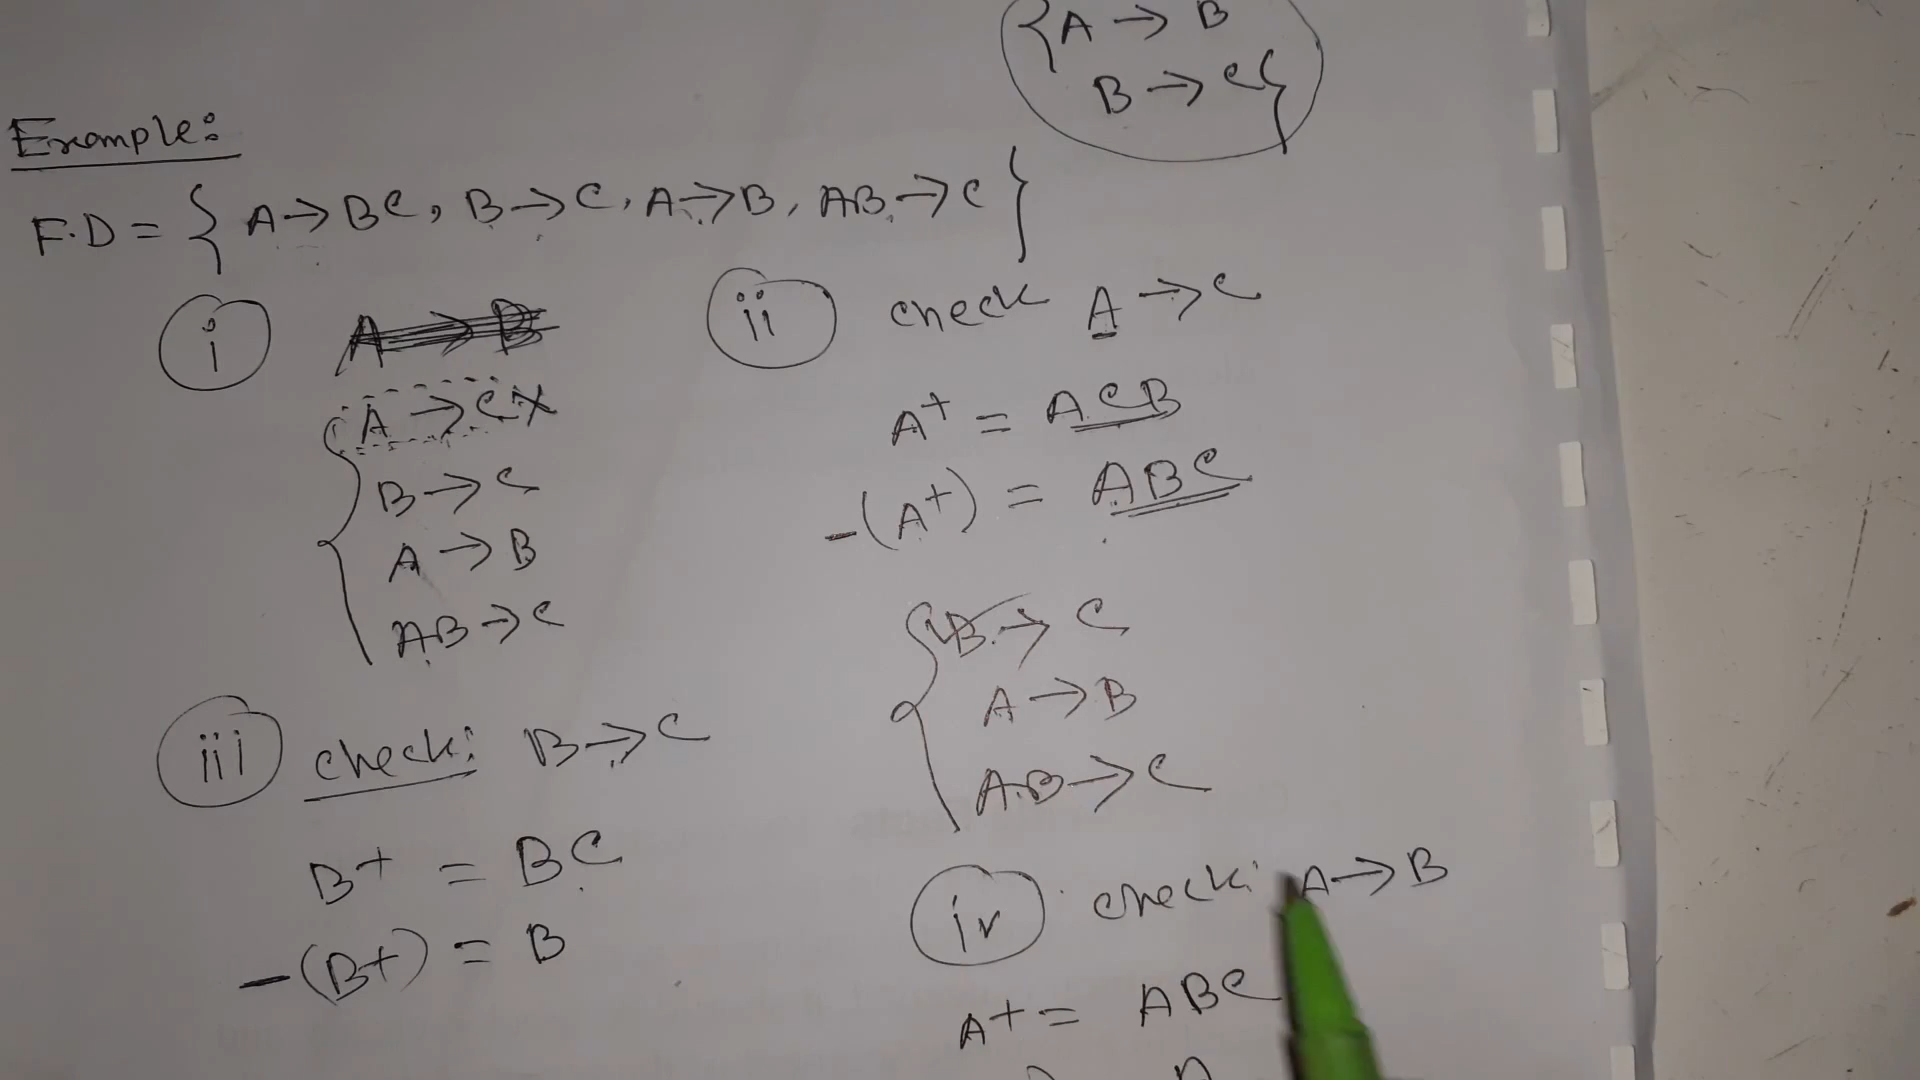 {A → B
B → C}
Example:
F.D = { A → BC, B → C, A → B, AB → C }
i
A → B
A → C ×
B → C
A → B
AB → C
ii check A → C
A+ = ACB
-(A+) = ABC
B → C
A → B
AB → C
iii check: B → C
B+ = BC
-(B+) = B
iv check: A → B
A+ = ABC